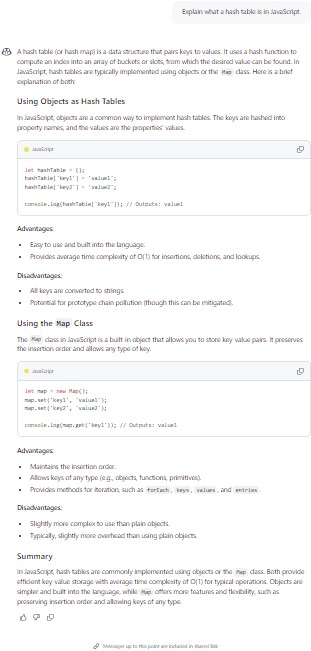 Explain what a hash table is in JavaScript.
A hash table (or hash map) is a data structure that pairs keys to values. It uses a hash function to
compute an index into an array of buckets or slots, from which the desired value can be found. In
JavaScript, hash tables are typically implemented using objects or the Map class. Here is a brief
explanation of both:
Using Objects as Hash Tables
In JavaScript, objects are a common way to implement hash tables. The keys are hashed into
property names, and the values are the properties' values.
JavaScript
let hashTable = {};
hashTable['key1'] = 'value1';
hashTable['key2'] = 'value2';
console.log(hashTable['key1']); // Outputs: value1
Advantages:
• Easy to use and built into the language.
• Provides average time complexity of O(1) for insertions, deletions, and lookups.
Disadvantages:
• All keys are converted to strings.
• Potential for prototype chain pollution (though this can be mitigated).
Using the Map Class
The Map class in JavaScript is a built in object that allows you to store key value pairs. It preserves
the insertion order and allows any type of key.
JavaScript
let map = new Map();
map.set('key1', 'value1');
map.set('key2', 'value2');
console.log(map.get('key1')); // Outputs: value1
Advantages:
• Maintains the insertion order.
• Allows keys of any type (e.g., objects, functions, primitives).
• Provides methods for iteration, such as forEach, keys, values, and entries.
Disadvantages:
• Slightly more complex to use than plain objects.
• Typically, slightly more overhead than using plain objects.
Summary
In JavaScript, hash tables are commonly implemented using objects or the Map class. Both provide
efficient key value storage with average time complexity of O(1) for typical operations. Objects are
simpler and built into the language, while Map offers more features and flexibility, such as
preserving insertion order and allowing keys of any type.
Messages up to this point are included in shared link